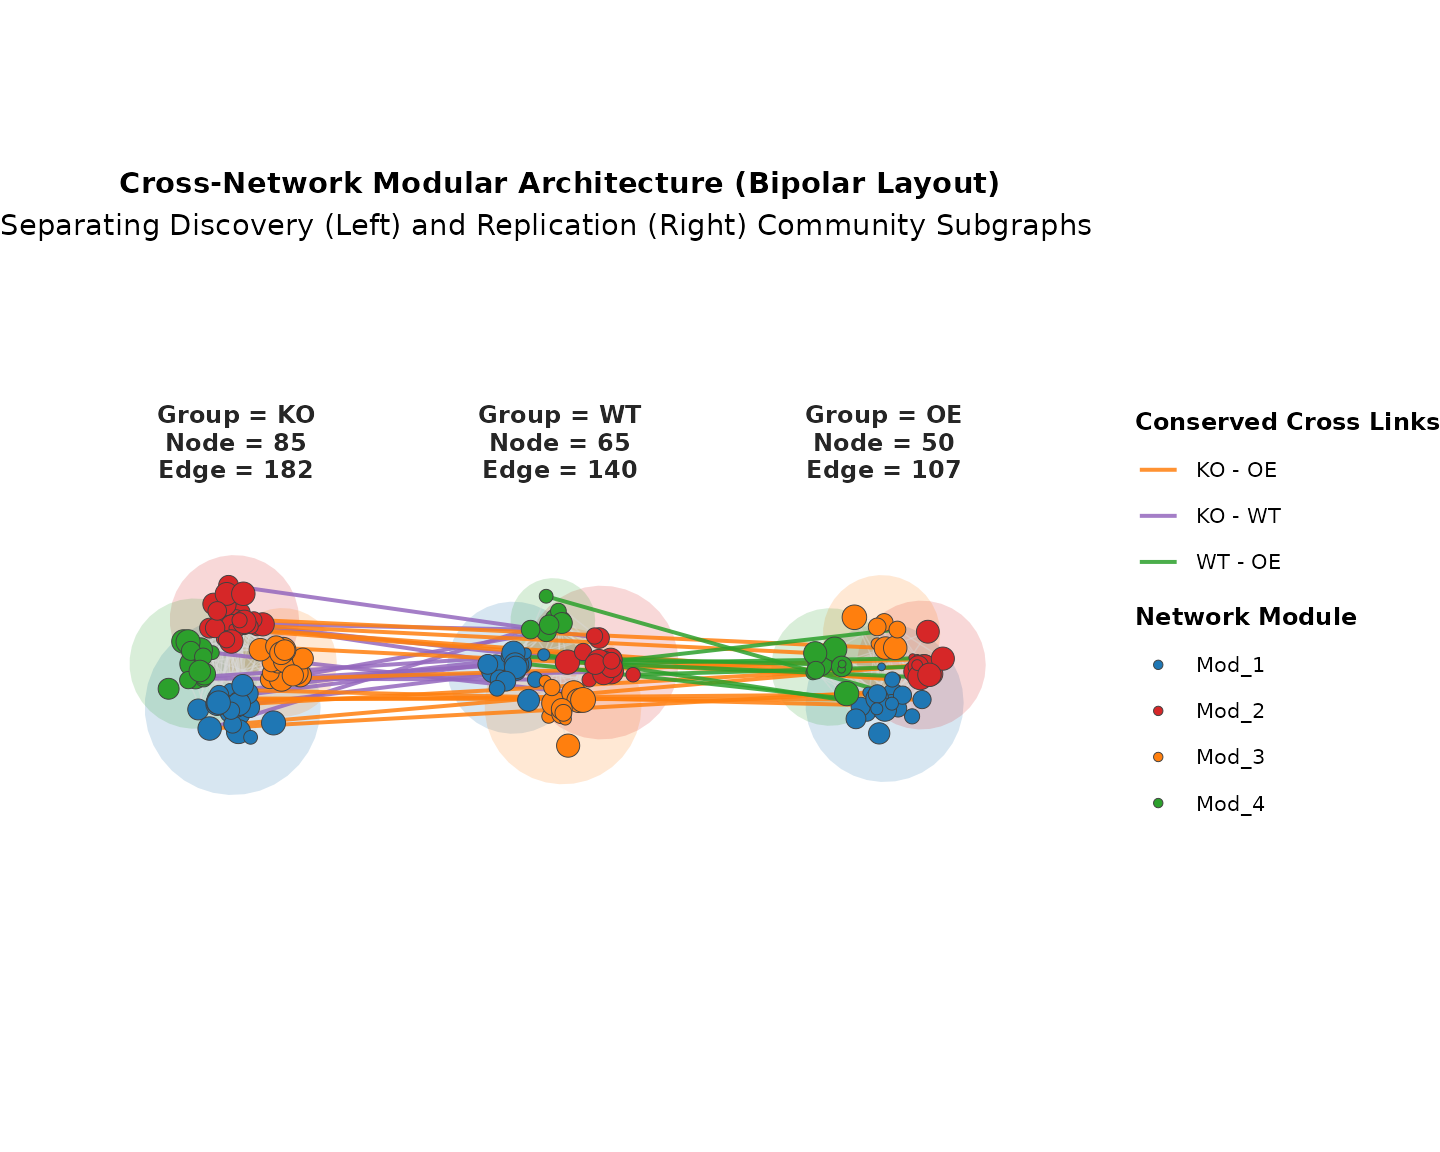 Cross-Network Modular Architecture (Bipolar Layout)
Separating Discovery (Left) and Replication (Right) Community Subgraphs
Group = KO
Node = 85
Edge = 182
Group = WT
Node = 65
Edge = 140
Group = OE
Node = 50
Edge = 107
Conserved Cross Links
KO - OE
KO - WT
WT - OE
Network Module
Mod_1
Mod_2
Mod_3
Mod_4